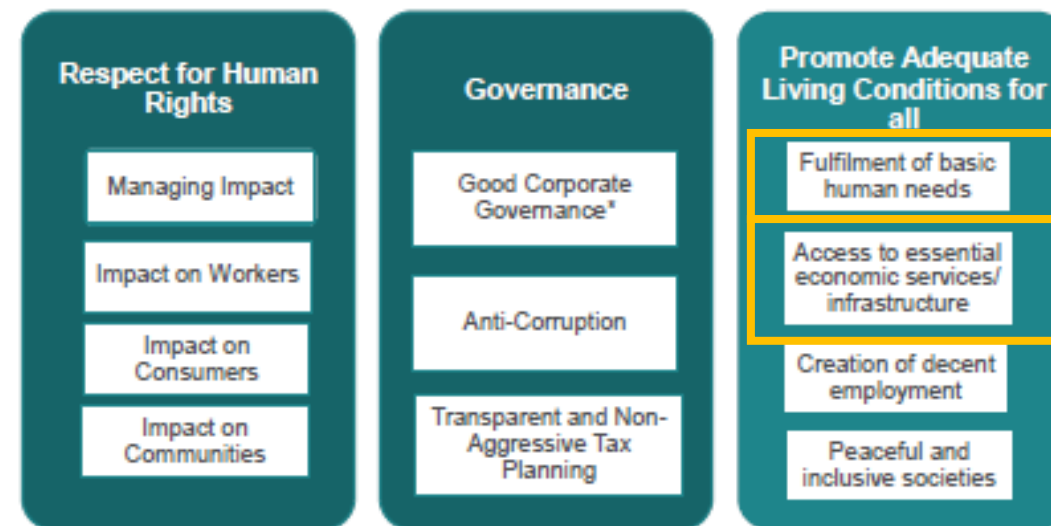 Respect for Human
Rights
Managing Impact
Impact on Workers
Impact on
Consumers
Impact on
Communities
Governance
Good Corporate
Governance*
Anti-Corruption
Transparent and Non-
Aggressive Tax
Planning
Promote Adequate
Living Conditions for
all
Fulfilment of basic
human needs
Access to essential
economic services/
infrastructure
Creation of decent
employment
Peaceful and
inclusive societies